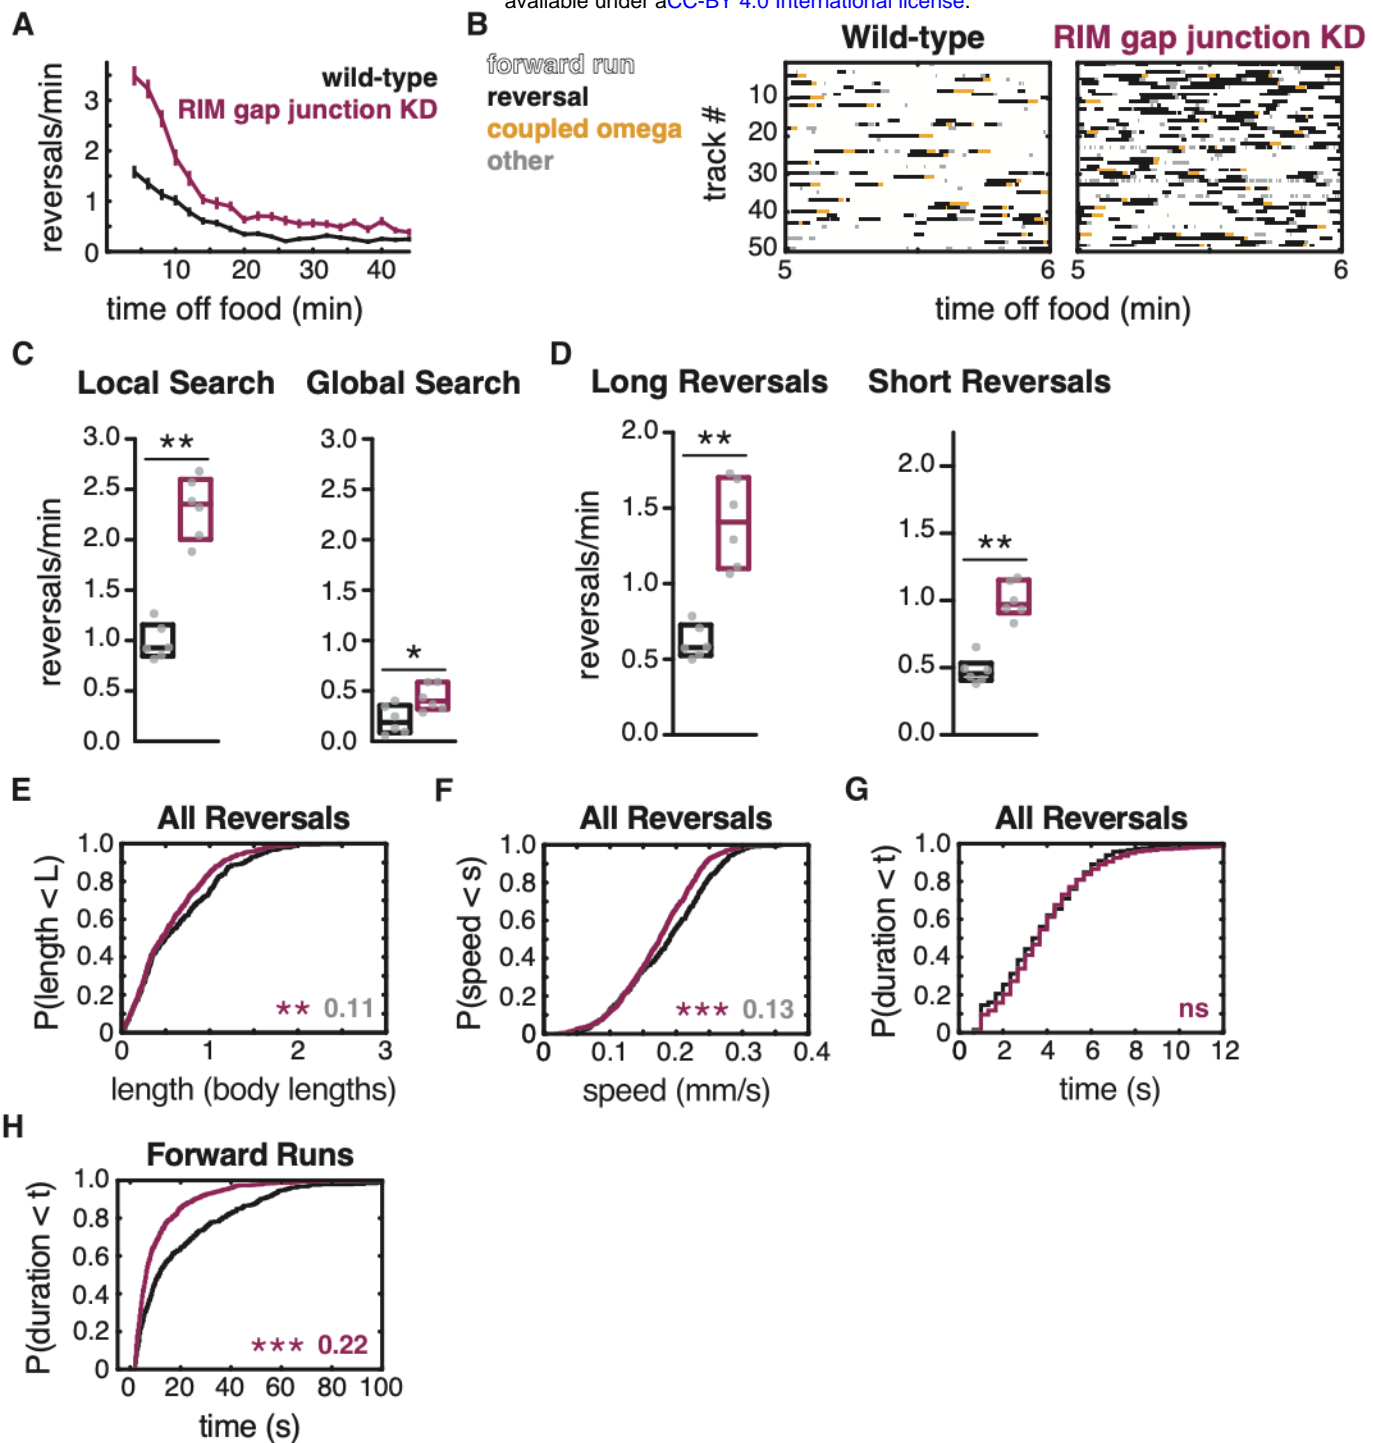 available under aCC-BY 4.0 International license.
A
wild-type
RIM gap junction KD
reversals/min
3
2
1
0
10 20 30 40
time off food (min)
B
forward run
reversal
coupled omega
other
Wild-type
RIM gap junction KD
track #
10
20
30
40
50
5 6
5 6
time off food (min)
C
Local Search
Global Search
reversals/min
3.0
2.5
2.0
1.5
1.0
0.5
0.0
**
3.0
2.5
2.0
1.5
1.0
0.5
0.0
*
D
Long Reversals
Short Reversals
reversals/min
2.0
1.5
1.0
0.5
0.0
**
2.0
1.5
1.0
0.5
0.0
**
E
All Reversals
P(length < L)
1.0
0.8
0.6
0.4
0.2
0
** 0.11
0 1 2 3
length (body lengths)
F
All Reversals
P(speed < s)
1.0
0.8
0.6
0.4
0.2
0
*** 0.13
0 0.1 0.2 0.3 0.4
speed (mm/s)
G
All Reversals
P(duration < t)
1.0
0.8
0.6
0.4
0.2
0
ns
0 2 4 6 8 10 12
time (s)
H
Forward Runs
P(duration < t)
1.0
0.8
0.6
0.4
0.2
0
*** 0.22
0 20 40 60 80 100
time (s)